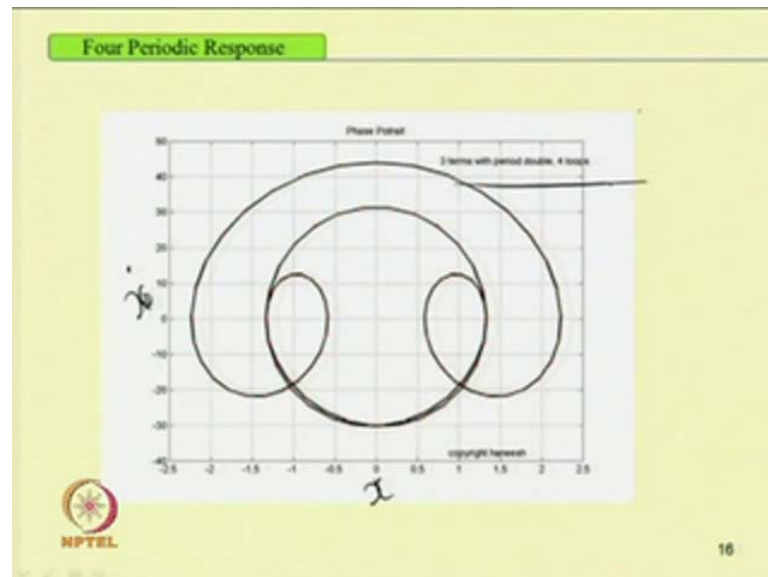 Four Periodic Response
Phase Potrait
3 terms with period double, 4 loops
50
40
30
20
10
0
-10
-20
-30
-40
-2.5 -2 -1.5 -1 -0.5 0 0.5 1 1.5 2 2.5
ẋ
x
NPTEL
16